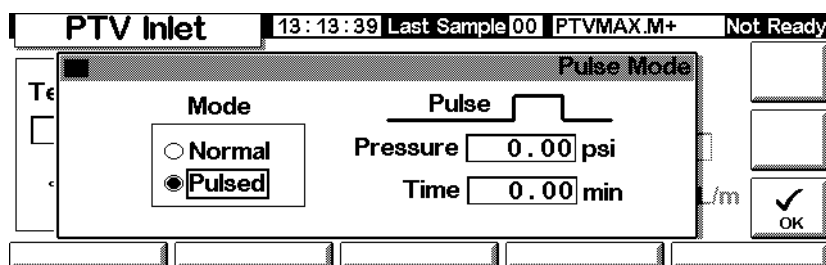 PTV Inlet 13:13:39 Last Sample 00 PTVMAX.M+ Not Ready
Pulse Mode
Te
Mode Pulse
Normal Pressure 0.00 psi
Pulsed Time 0.00 min
L/m
OK